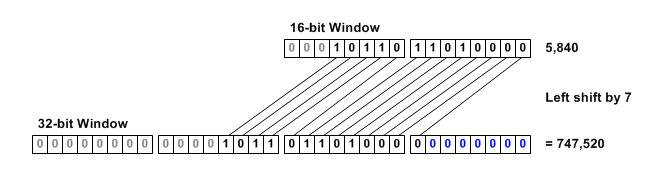 16-bit Window
0 0 0 1 0 1 1 0 1 1 0 1 0 0 0 0 5,840
Left shift by 7
32-bit Window
0 0 0 0 0 0 0 0 0 0 0 0 1 0 1 1 0 1 1 0 1 0 0 0 0 0 0 0 0 0 0 0 = 747,520